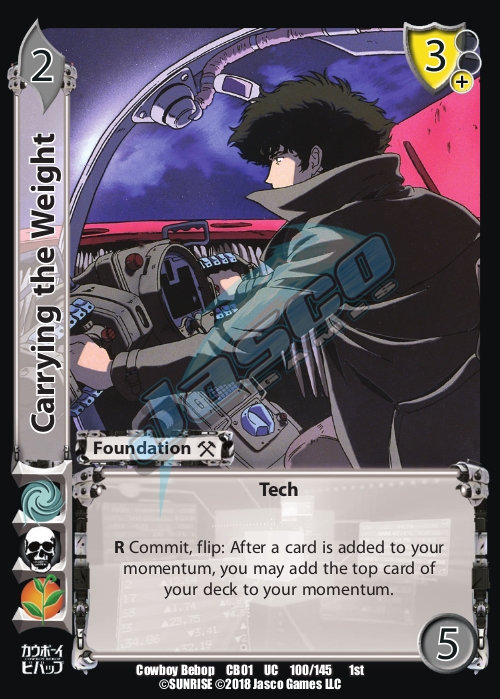 2
3
+
Carrying the Weight
JASCO
GAMES
Foundation
Tech
R Commit, flip: After a card is added to your
momentum, you may add the top card of
your deck to your momentum.
5
カウボーイ
ビバップ
Cowboy Bebop CB01 UC 100/145 1st
©SUNRISE ©2018 Jasco Games LLC